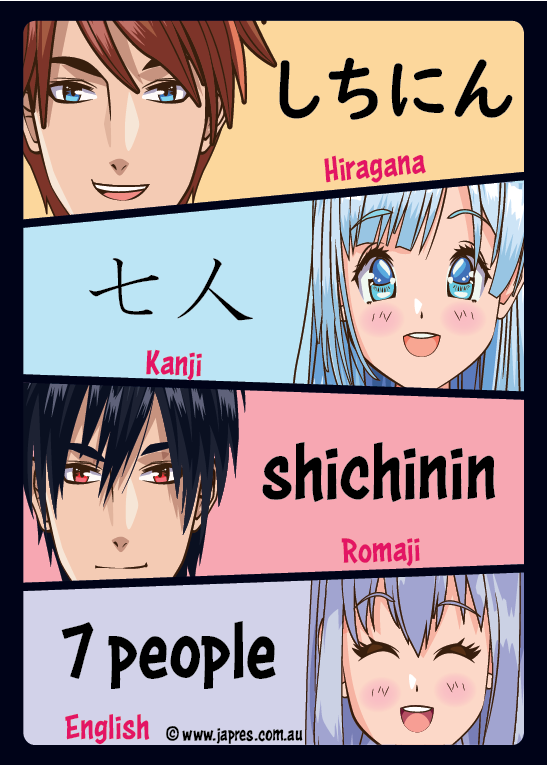 しちにん
Hiragana
七人
Kanji
shichinin
Romaji
7 people
English © www.japres.com.au